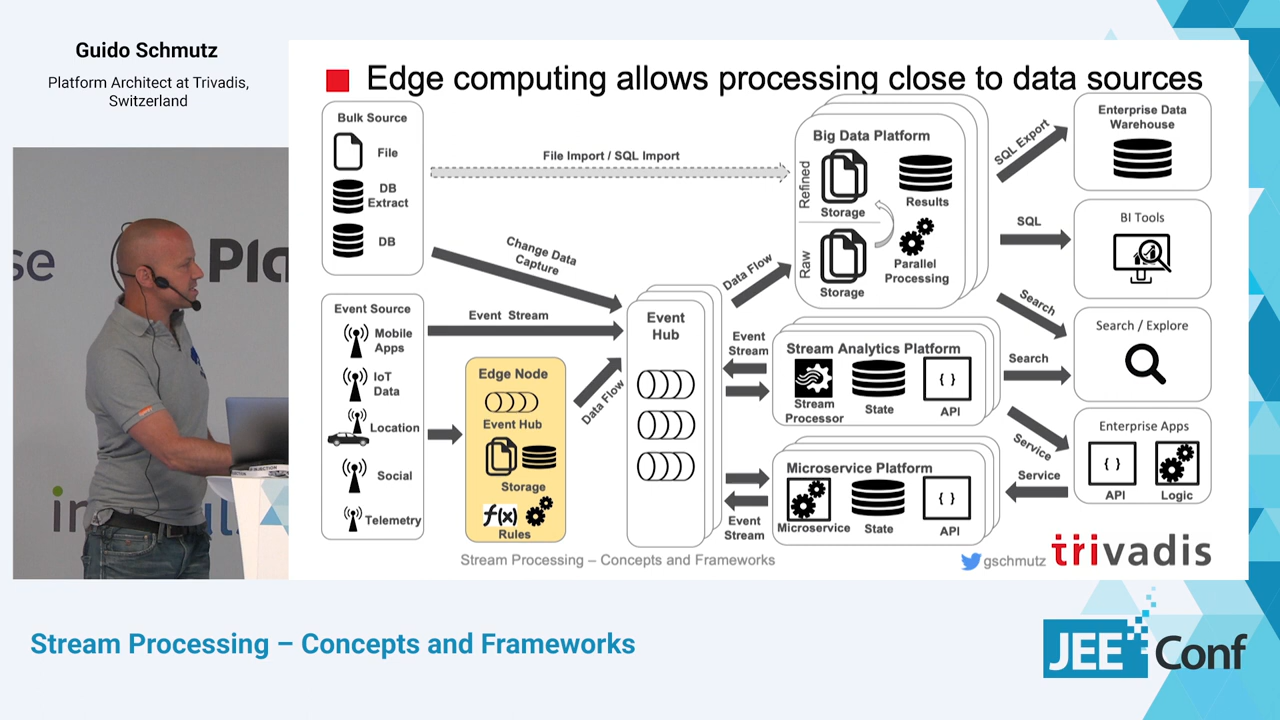 Guido Schmutz
Platform Architect at Trivadis,
Switzerland
Edge computing allows processing close to data sources
Bulk Source
File
DB
Extract
DB
File Import / SQL Import
Change Data
Capture
Event Source
Mobile
Apps
IoT
Data
Location
Social
Telemetry
Event Stream
Edge Node
Event Hub
Storage
f(x)
Rules
Data Flow
Event
Hub
Data Flow
Big Data Platform
Refined
Storage
Results
Raw
Storage
Parallel
Processing
Event
Stream
Stream Analytics Platform
Stream
Processor
State
{ }
API
Microservice Platform
Microservice
State
{ }
API
Event
Stream
SQL Export
SQL
Search
Search
Service
Service
Enterprise Data
Warehouse
BI Tools
Search / Explore
Enterprise Apps
{ }
API
Logic
Stream Processing – Concepts and Frameworks
gschmutz
trivadis
se
Pla
in
Stream Processing – Concepts and Frameworks
JEE Conf